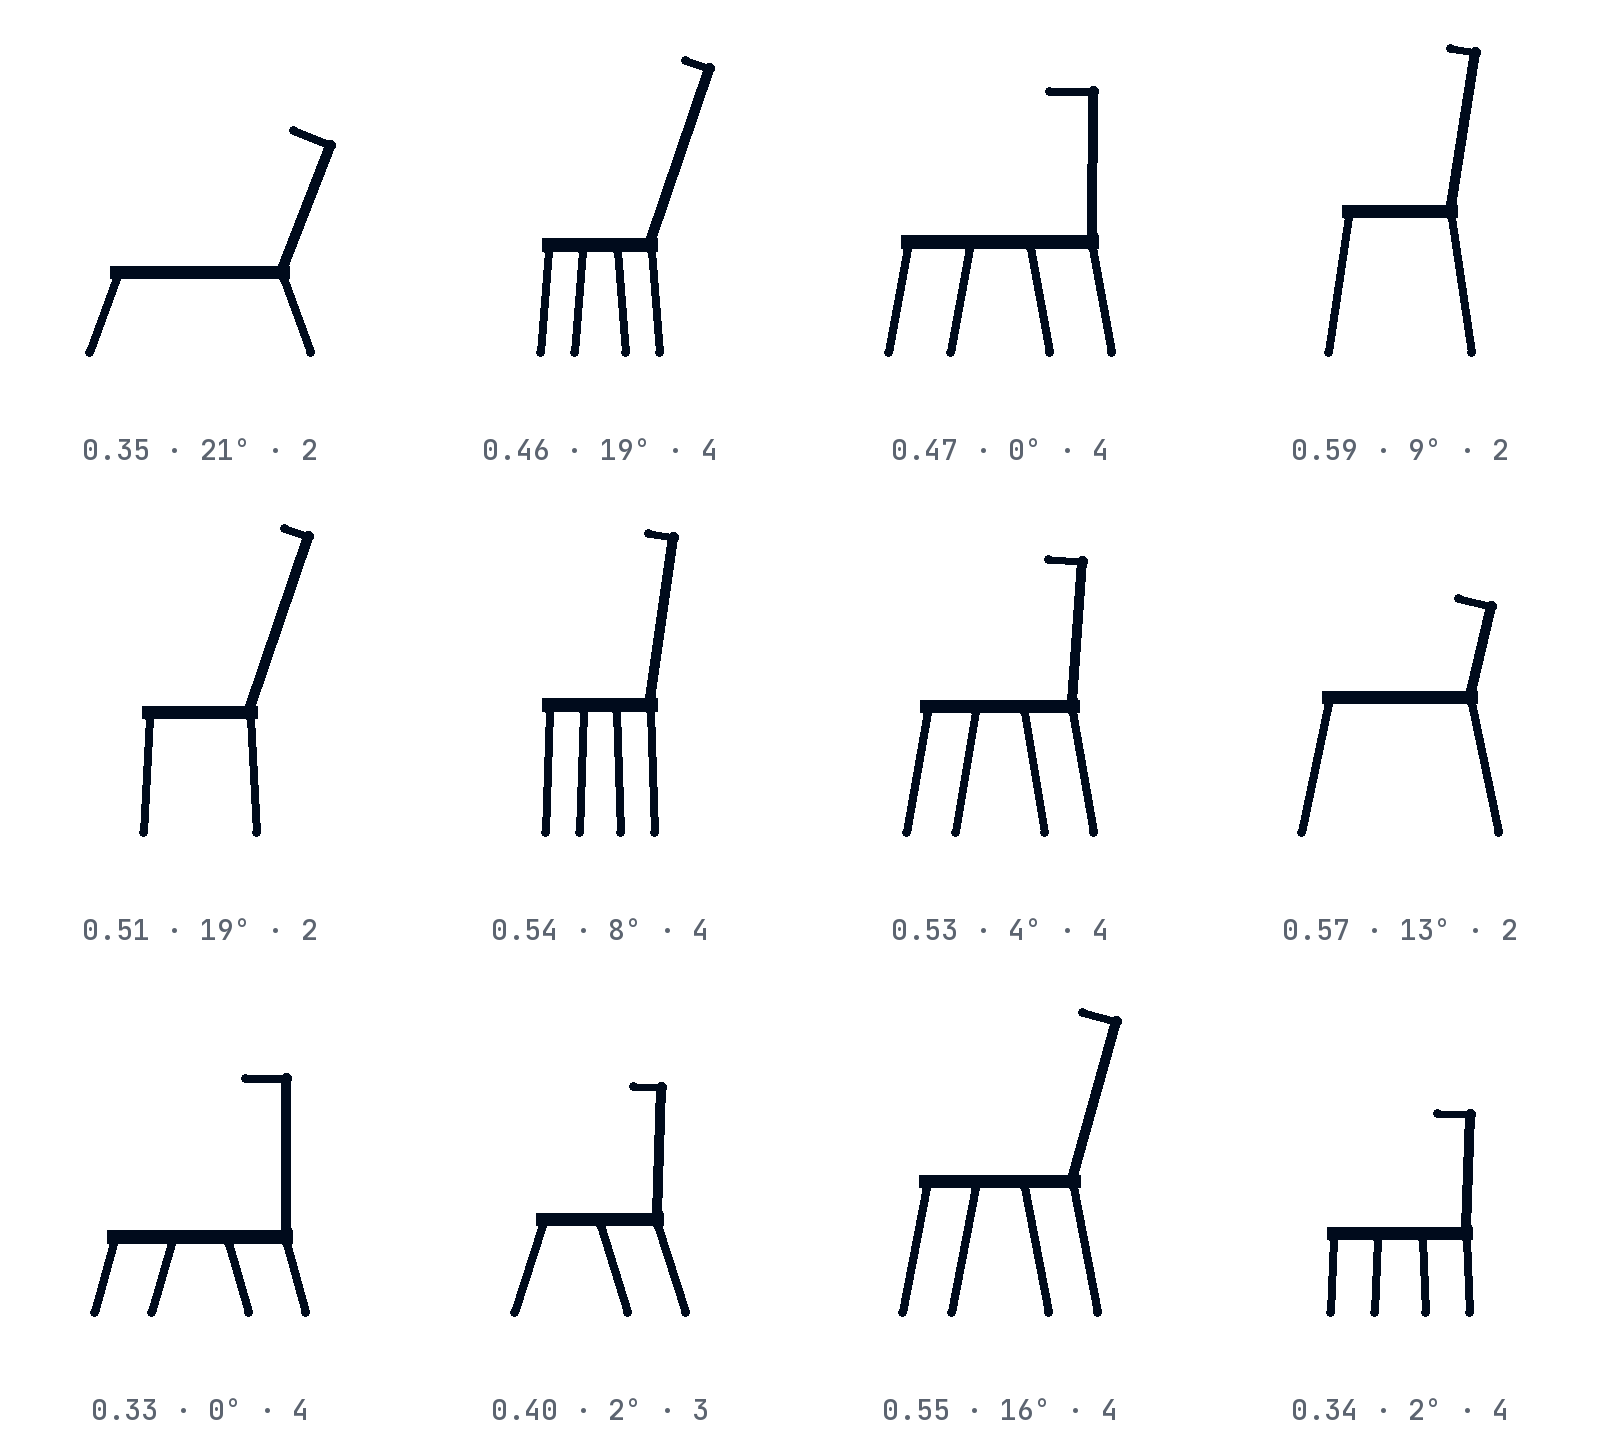 0.35 · 21° · 2
0.46 · 19° · 4
0.47 · 0° · 4
0.59 · 9° · 2
0.51 · 19° · 2
0.54 · 8° · 4
0.53 · 4° · 4
0.57 · 13° · 2
0.33 · 0° · 4
0.40 · 2° · 3
0.55 · 16° · 4
0.34 · 2° · 4